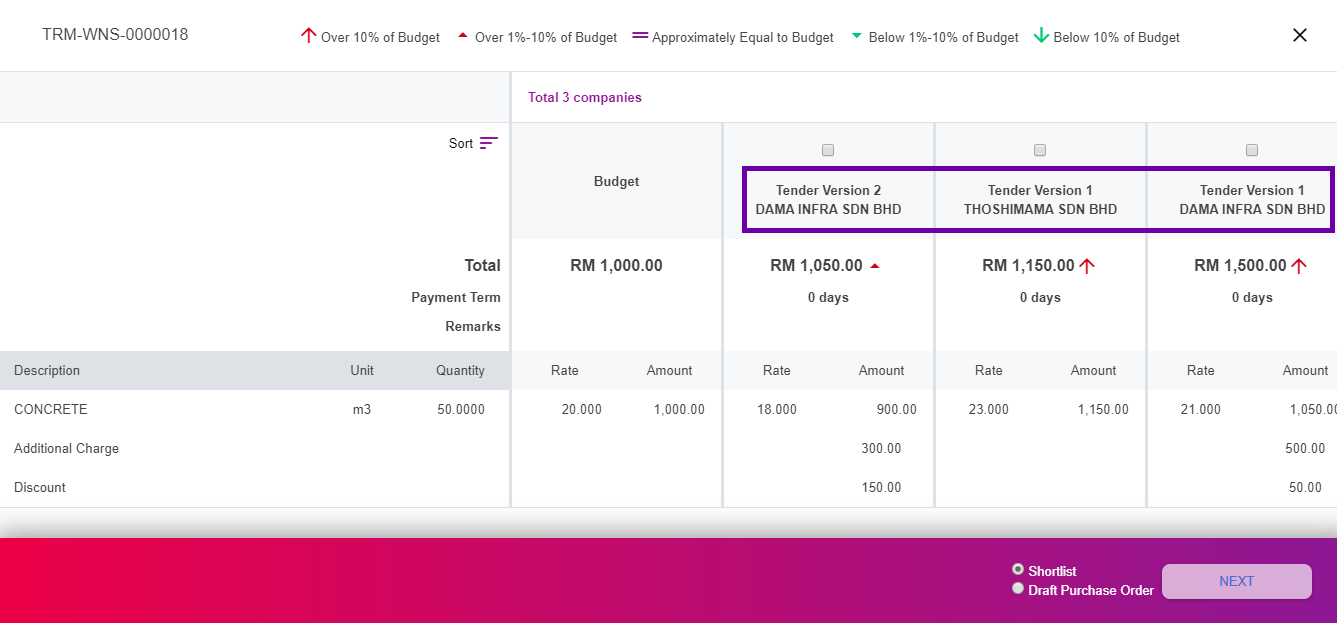 TRM-WNS-0000018
Over 10% of Budget Over 1%-10% of Budget Approximately Equal to Budget Below 1%-10% of Budget Below 10% of Budget
Total 3 companies
Sort
Budget
Tender Version 2
DAMA INFRA SDN BHD
Tender Version 1
THOSHIMAMA SDN BHD
Tender Version 1
DAMA INFRA SDN BHD
Total RM 1,000.00 RM 1,050.00 RM 1,150.00 RM 1,500.00
Payment Term 0 days 0 days 0 days
Remarks
Description Unit Quantity Rate Amount Rate Amount Rate Amount Rate Amount
CONCRETE m3 50.0000 20.000 1,000.00 18.000 900.00 23.000 1,150.00 21.000 1,050.00
Additional Charge 300.00 500.00
Discount 150.00 50.00
Shortlist
Draft Purchase Order
NEXT